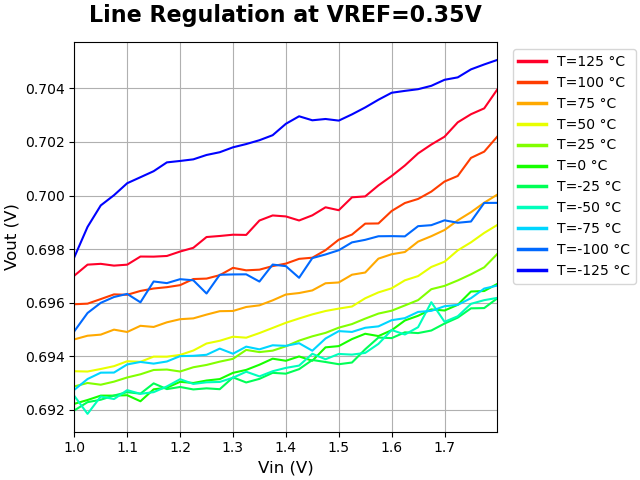 Line Regulation at VREF=0.35V
Vout (V)
0.704
0.702
0.700
0.698
0.696
0.694
0.692
1.0 1.1 1.2 1.3 1.4 1.5 1.6 1.7
Vin (V)
T=125 °C
T=100 °C
T=75 °C
T=50 °C
T=25 °C
T=0 °C
T=-25 °C
T=-50 °C
T=-75 °C
T=-100 °C
T=-125 °C